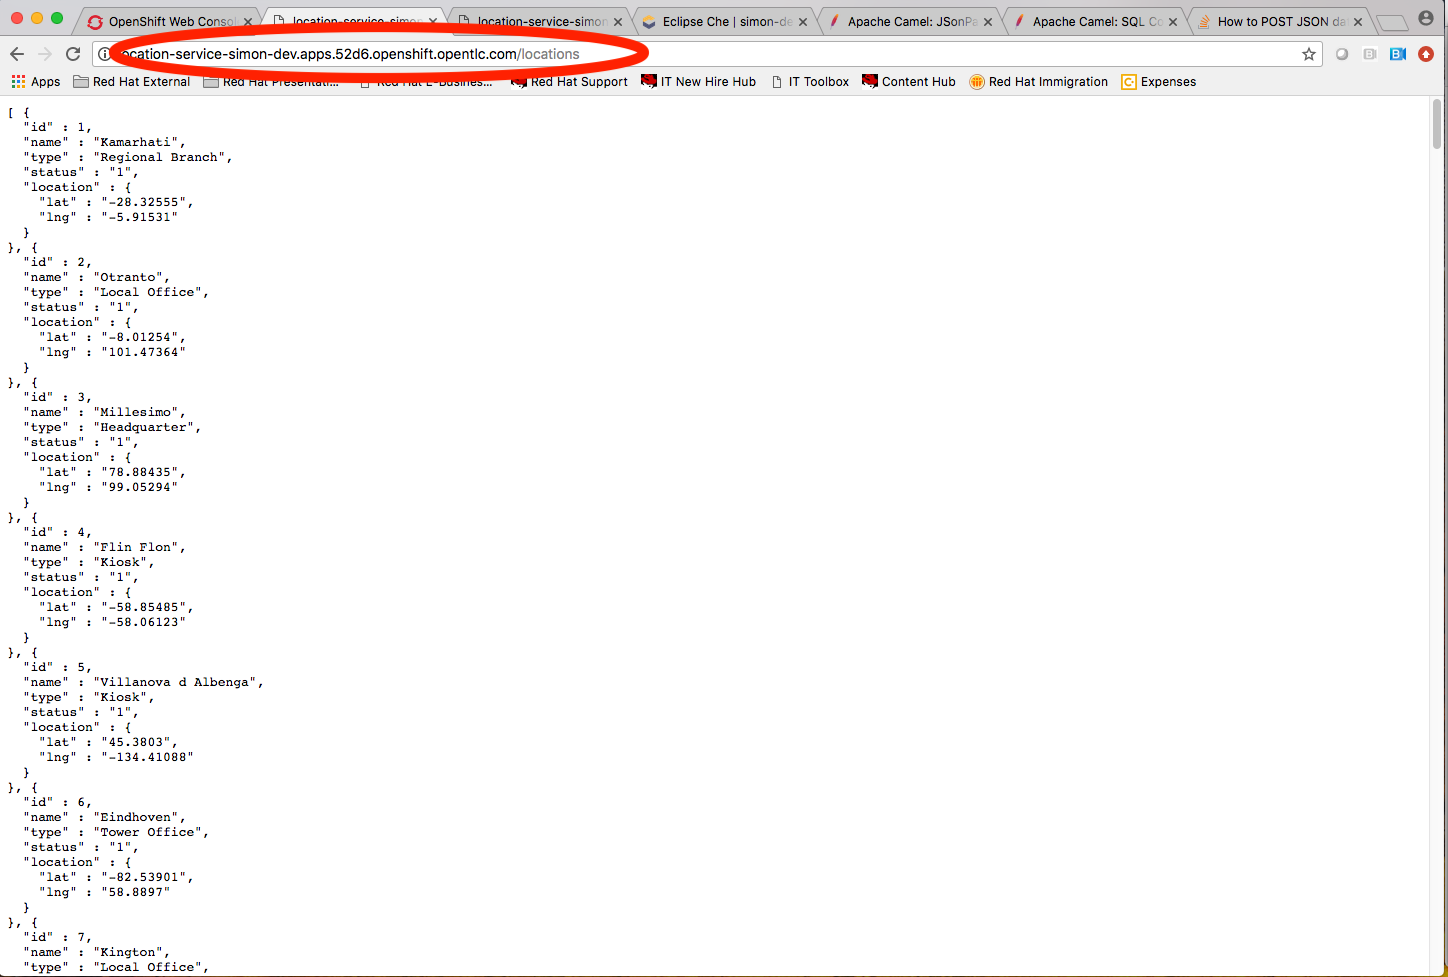 OpenShift Web Consol
location-service-simon
location-service-simon
Eclipse Che | simon-de
Apache Camel: JSonPa
Apache Camel: SQL Co
How to POST JSON da
ocation-service-simon-dev.apps.52d6.openshift.opentlc.com/locations
Apps
Red Hat External
Red Hat Presentati...
Red Hat E-Busines...
Red Hat Support
IT New Hire Hub
IT Toolbox
Content Hub
Red Hat Immigration
Expenses
[ {
"id" : 1,
"name" : "Kamarhati",
"type" : "Regional Branch",
"status" : "1",
"location" : {
"lat" : "-28.32555",
"lng" : "-5.91531"
}
}, {
"id" : 2,
"name" : "Otranto",
"type" : "Local Office",
"status" : "1",
"location" : {
"lat" : "-8.01254",
"lng" : "101.47364"
}
}, {
"id" : 3,
"name" : "Millesimo",
"type" : "Headquarter",
"status" : "1",
"location" : {
"lat" : "78.88435",
"lng" : "99.05294"
}
}, {
"id" : 4,
"name" : "Flin Flon",
"type" : "Kiosk",
"status" : "1",
"location" : {
"lat" : "-58.85485",
"lng" : "-58.06123"
}
}, {
"id" : 5,
"name" : "Villanova d Albenga",
"type" : "Kiosk",
"status" : "1",
"location" : {
"lat" : "45.3803",
"lng" : "-134.41088"
}
}, {
"id" : 6,
"name" : "Eindhoven",
"type" : "Tower Office",
"status" : "1",
"location" : {
"lat" : "-82.53901",
"lng" : "58.8897"
}
}, {
"id" : 7,
"name" : "Kington",
"type" : "Local Office",